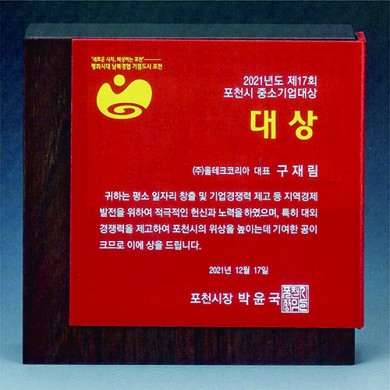 "새로운 시작, 비상하는 포천"
평화시대 남북경협 거점도시 포천
2021년도 제17회
포천시 중소기업대상
대상
(주)올테크코리아 대표 구재림
귀하는 평소 일자리 창출 및 기업경쟁력 제고 등 지역경제
발전을 위하여 적극적인 헌신과 노력을 하였으며, 특히 대외
경쟁력을 제고하여 포천시의 위상을 높이는데 기여한 공이
크므로 이에 상을 드립니다.
2021년 12월 17일
포천시장 박윤국